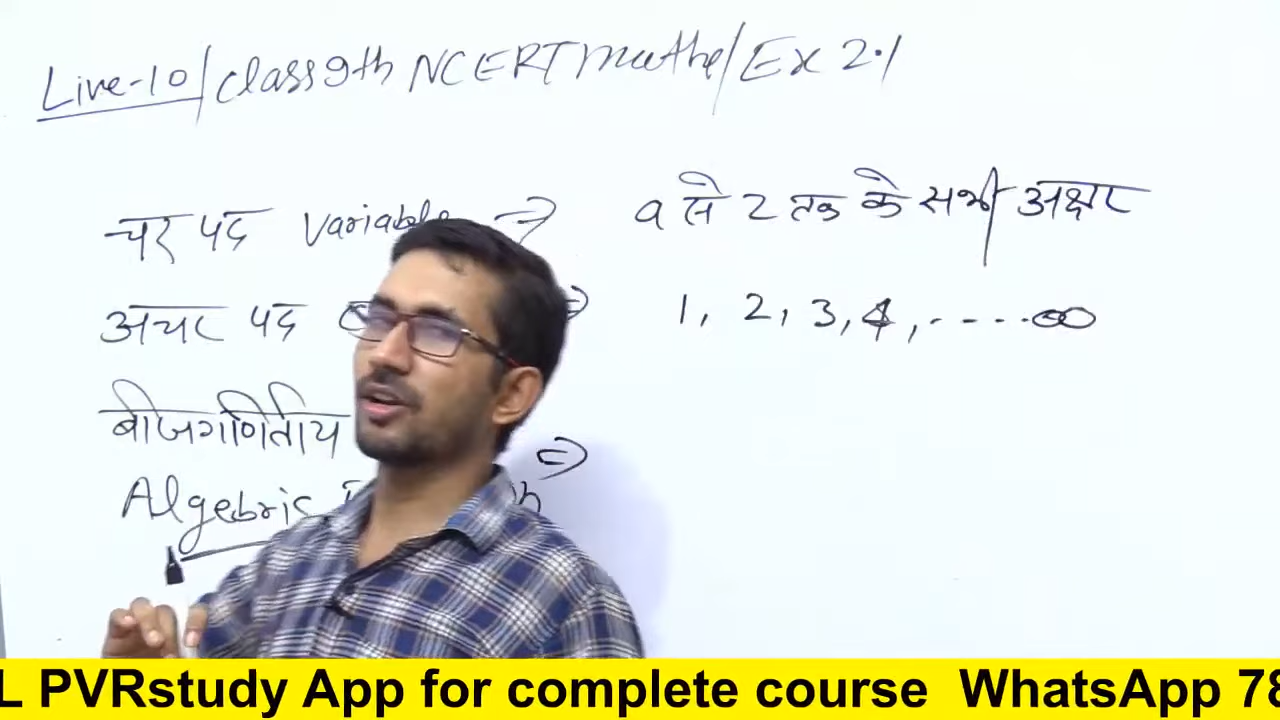 Live-10/class 9th NCERT maths/Ex 2.1
चर पद variable ⇒ a से z तक के सभी अक्षर
अचर पद ⇒ 1, 2, 3, 4, ----∞
बीजगणितीय
⇒
Algebric
L PVRstudy App for complete course WhatsApp 78